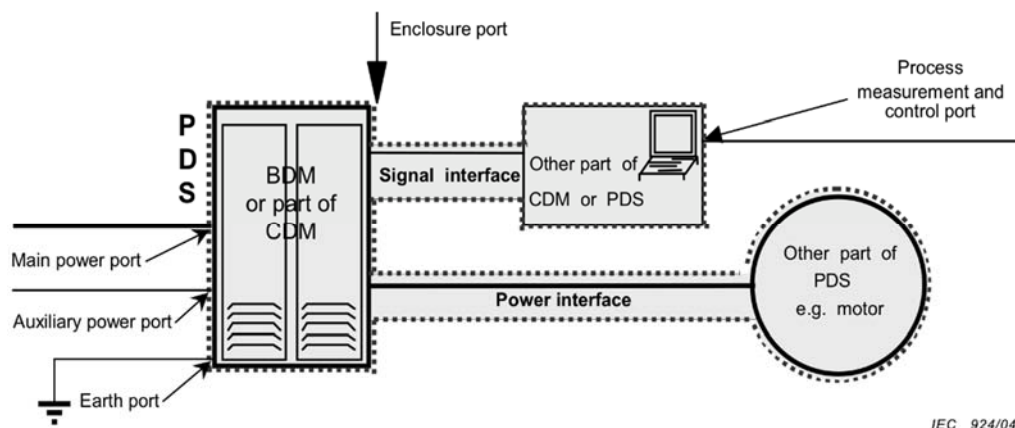 Enclosure port
Process
measurement and
control port
P
D
S
BDM
or part of
CDM
Signal interface
Other part of
CDM or PDS
Main power port
Auxiliary power port
Earth port
Power interface
Other part of
PDS
e.g. motor
IEC 924/04